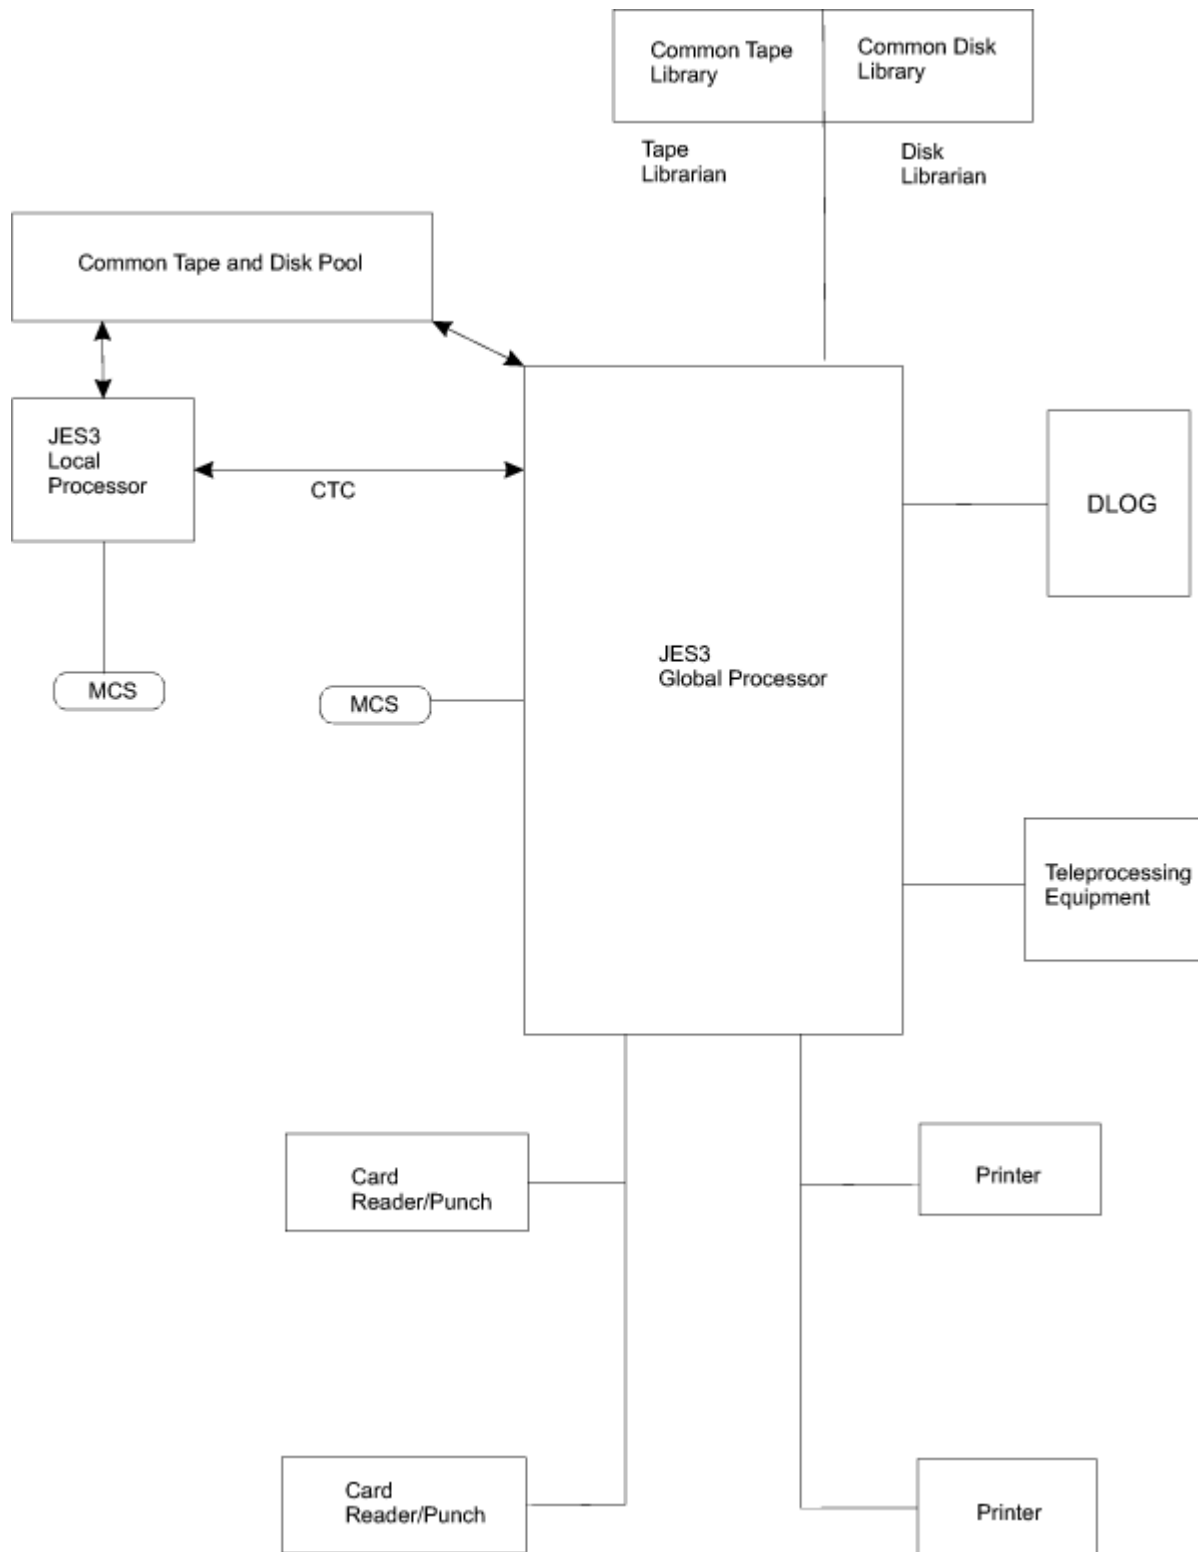 Common Tape
Library
Common Disk
Library
Tape
Librarian
Disk
Librarian
Common Tape and Disk Pool
JES3
Local
Processor
CTC
DLOG
JES3
Global Processor
MCS
MCS
Teleprocessing
Equipment
Card
Reader/Punch
Printer
Card
Reader/Punch
Printer